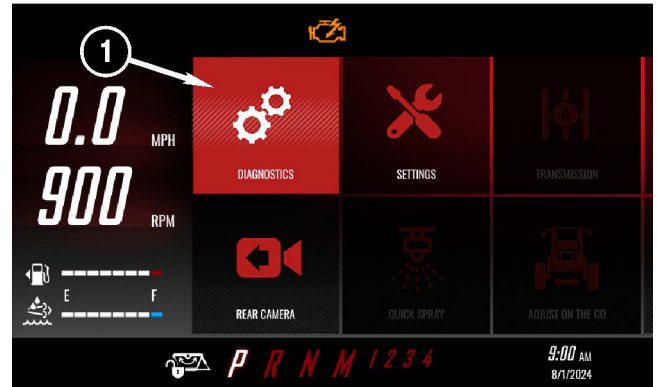 1
0.0 MPH
900 RPM
E F
DIAGNOSTICS
SETTINGS
TRANSMISSION
REAR CAMERA
QUICK SPRAY
ADJUST ON THE GO
A
P R N M 1 2 3 4
9:00 AM
8/1/2024